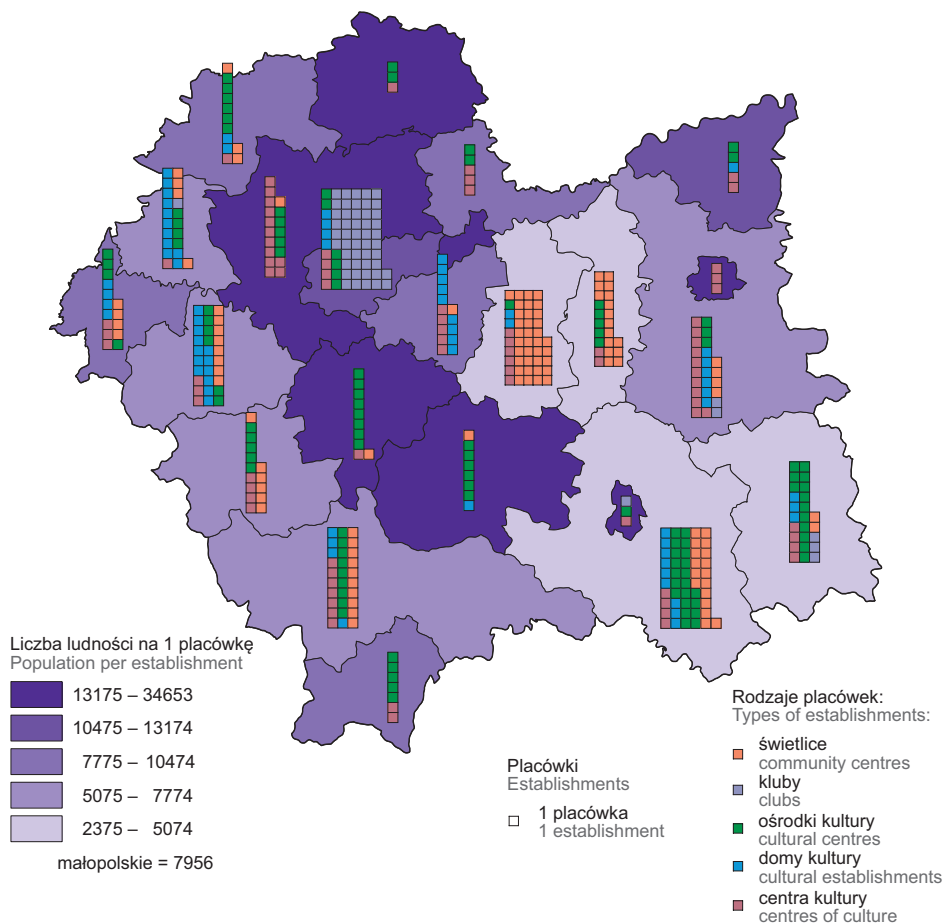 Liczba ludności na 1 placówkę
Population per establishment
13175 – 34653
10475 – 13174
7775 – 10474
5075 – 7774
2375 – 5074
małopolskie = 7956
Placówki
Establishments
1 placówka
1 establishment
Rodzaje placówek:
Types of establishments:
świetlice
community centres
kluby
clubs
ośrodki kultury
cultural centres
domy kultury
cultural establishments
centra kultury
centres of culture